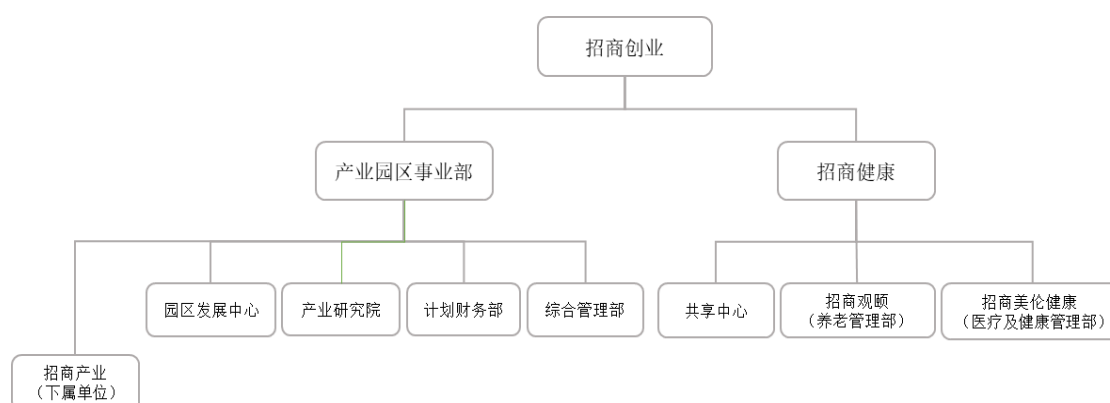 招商创业
产业园区事业部
招商健康
园区发展中心
产业研究院
计划财务部
综合管理部
共享中心
招商观颐
（养老管理部）
招商美伦健康
（医疗及健康管理部）
招商产业
（下属单位）